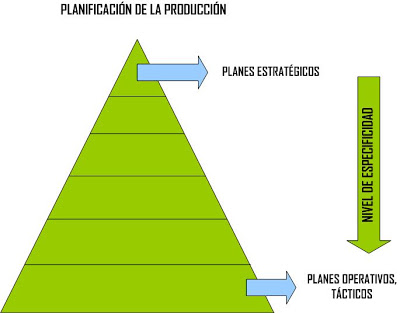 PLANIFICACIÓN DE LA PRODUCCIÓN
PLANES ESTRATÉGICOS
NIVEL DE ESPECIFICIDAD
PLANES OPERATIVOS,
TÁCTICOS